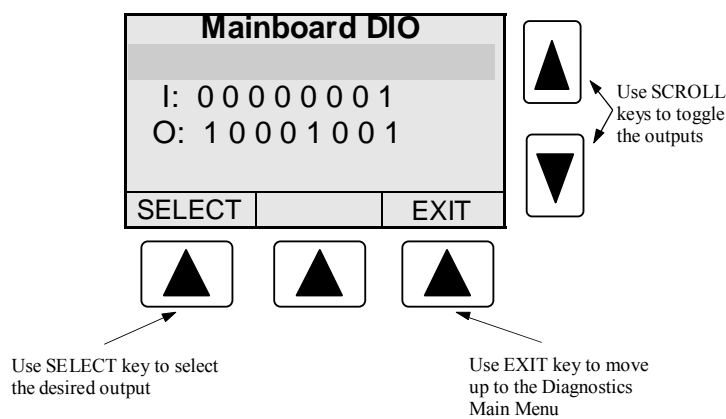 Mainboard DIO
I: 0 0 0 0 0 0 0 1
O: 1 0 0 0 1 0 0 1
SELECT
EXIT
Use SCROLL
keys to toggle
the outputs
Use SELECT key to select
the desired output
Use EXIT key to move
up to the Diagnostics
Main Menu